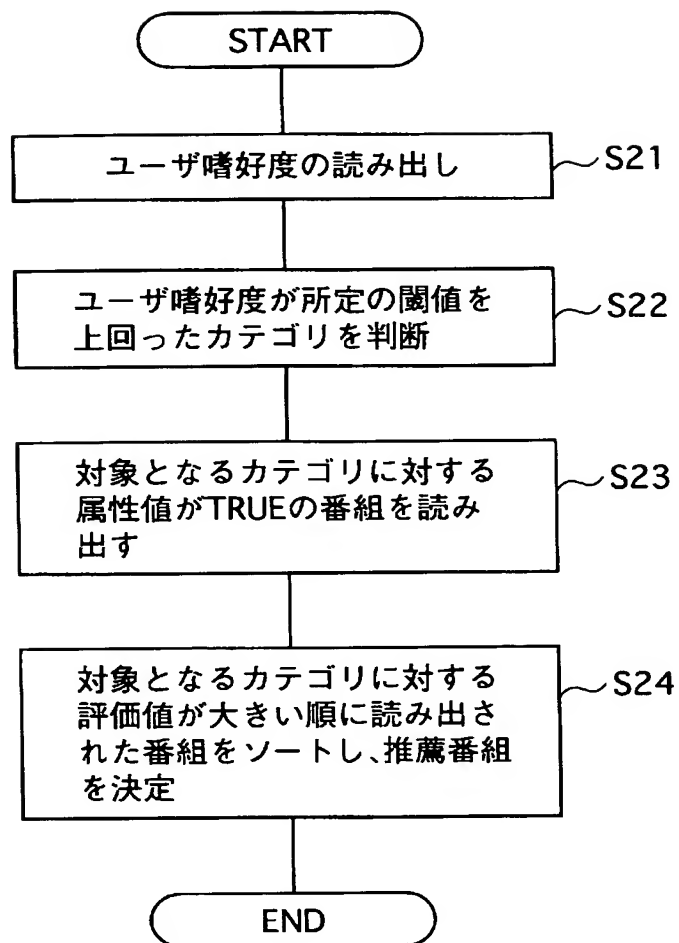 START
ユーザ嗜好度の読み出し
S21
ユーザ嗜好度が所定の閾値を
上回ったカテゴリを判断
S22
対象となるカテゴリに対する
属性値がTRUEの番組を読み
出す
S23
対象となるカテゴリに対する
評価値が大きい順に読み出さ
れた番組をソートし、推薦番組
を決定
S24
END